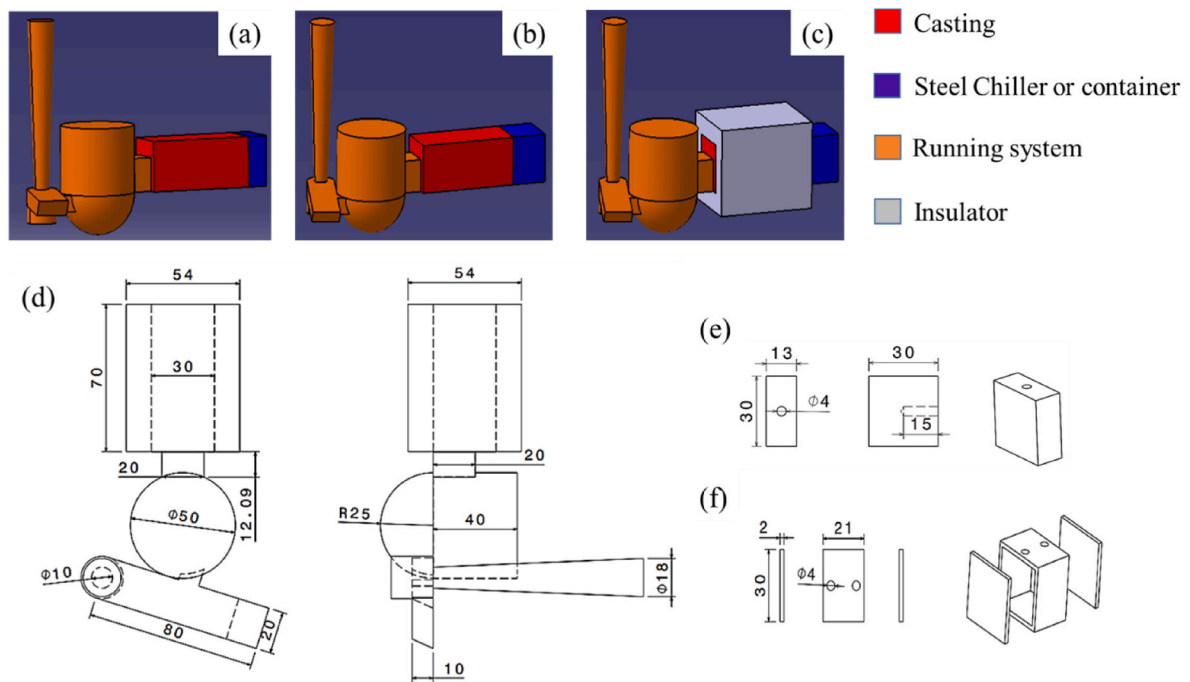 (a)
(b)
(c)
Casting
Steel Chiller or container
Running system
Insulator
(d)
54
70
30
20
12.09
Φ50
Φ10
80
20
54
20
R25
40
Φ18
10
(e)
13
30
Φ4
30
15
(f)
2
21
30
Φ4